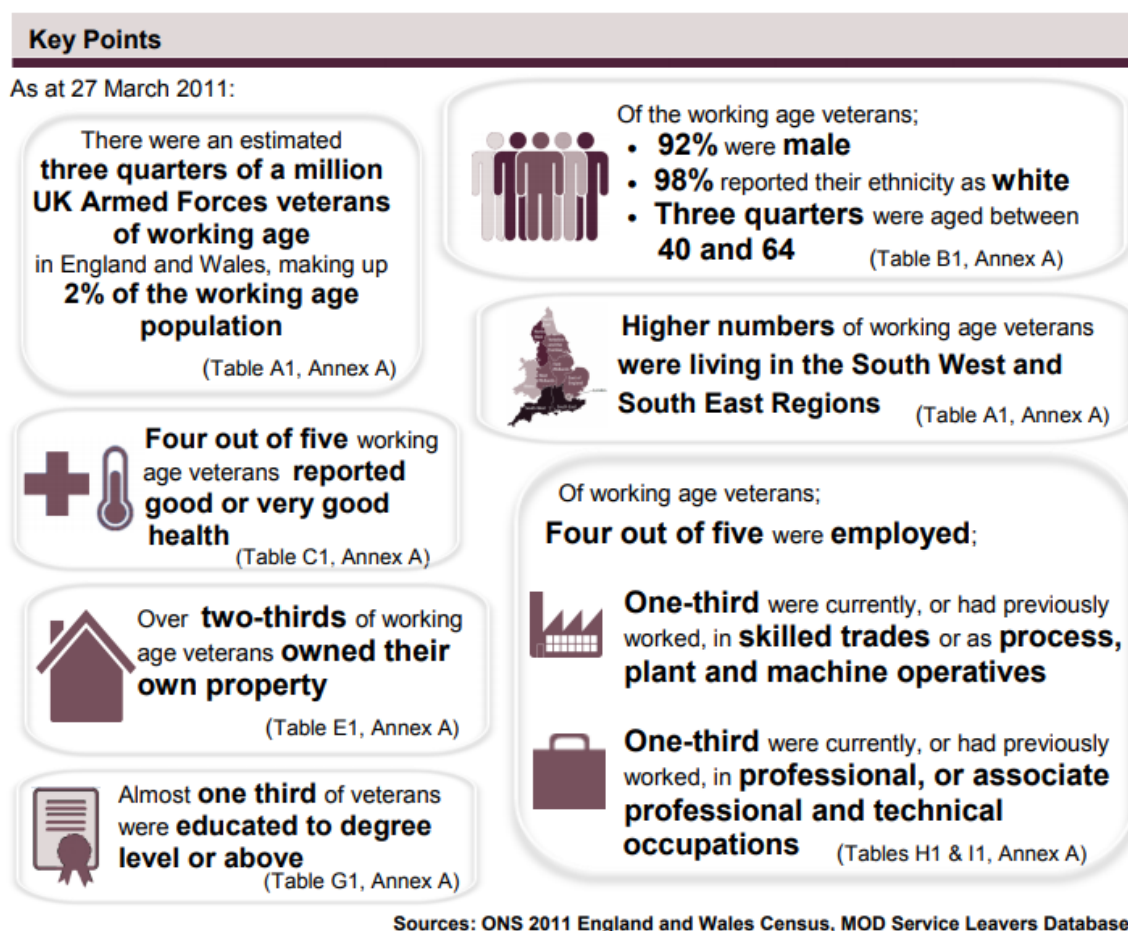 Key Points
As at 27 March 2011:
There were an estimated
three quarters of a million
UK Armed Forces veterans
of working age
in England and Wales, making up
2% of the working age
population
(Table A1, Annex A)
Of the working age veterans;
• 92% were male
• 98% reported their ethnicity as white
• Three quarters were aged between
40 and 64 (Table B1, Annex A)
Higher numbers of working age veterans
were living in the South West and
South East Regions (Table A1, Annex A)
Four out of five working
age veterans reported
good or very good
health
(Table C1, Annex A)
Over two-thirds of working
age veterans owned their
own property
(Table E1, Annex A)
Almost one third of veterans
were educated to degree
level or above
(Table G1, Annex A)
Of working age veterans;
Four out of five were employed;
One-third were currently, or had previously
worked, in skilled trades or as process,
plant and machine operatives
One-third were currently, or had previously
worked, in professional, or associate
professional and technical
occupations (Tables H1 & I1, Annex A)
Sources: ONS 2011 England and Wales Census, MOD Service Leavers Database